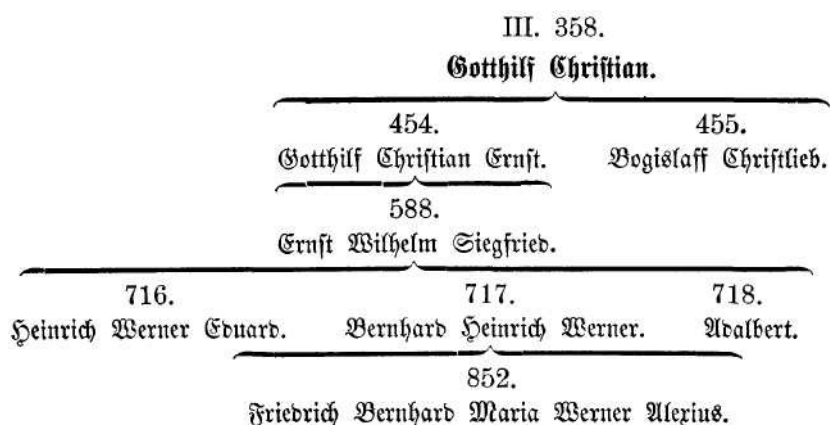 III. 358.
Gotthilf Christian.
454. 455.
Gotthilf Christian Ernst. Bogislaff Christlieb.
588.
Ernst Wilhelm Siegfried.
716. 717. 718.
Heinrich Werner Eduard. Bernhard Heinrich Werner. Adalbert.
852.
Friedrich Bernhard Maria Werner Alexius.